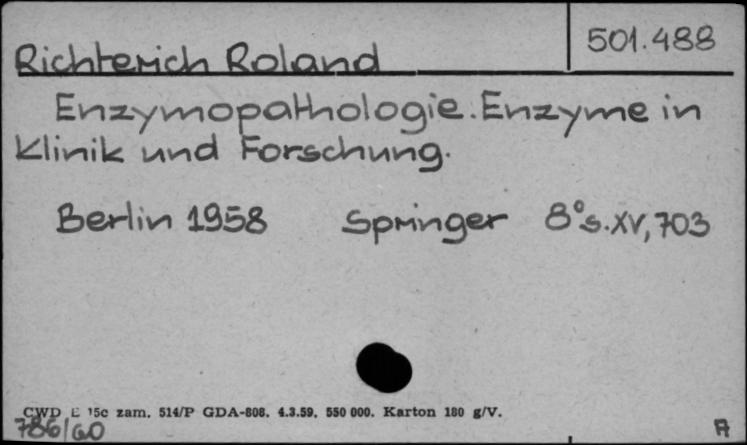 501.488
Richterich Roland
Enzymopathologie. Enzyme in
Klinik und Forschung.
Berlin 1958 Springer 8° s. XV, 703
CWD E 15c zam. 514/P GDA-808. 4.3.59. 550 000. Karton 180 g/V.
786/60
A